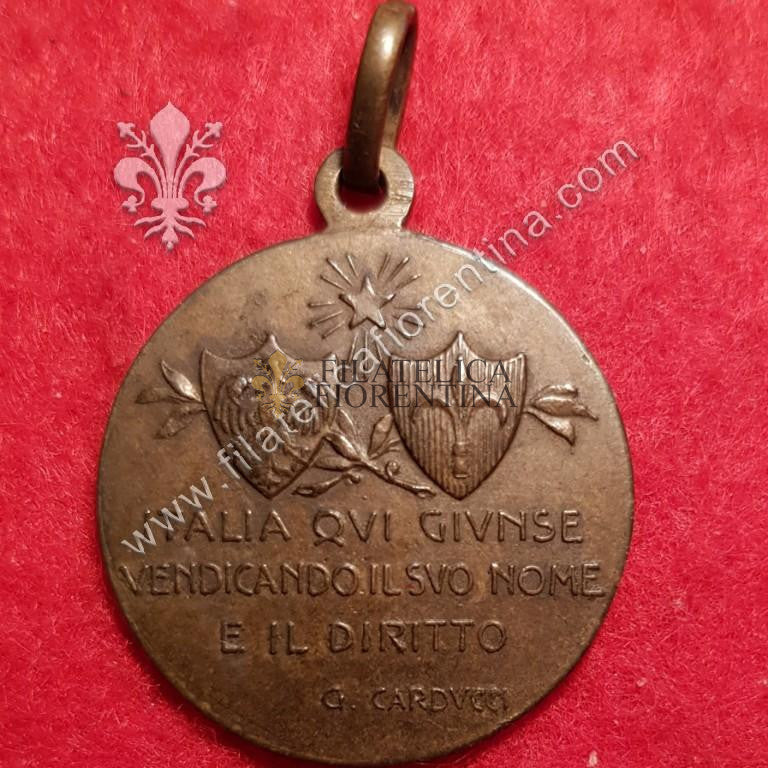 www.filatelicafiorentina.com
FILATELICA
FIORENTINA
ITALIA QVI GIVNSE
VENDICANDO IL SVO NOME
E IL DIRITTO
G. CARDVCCI